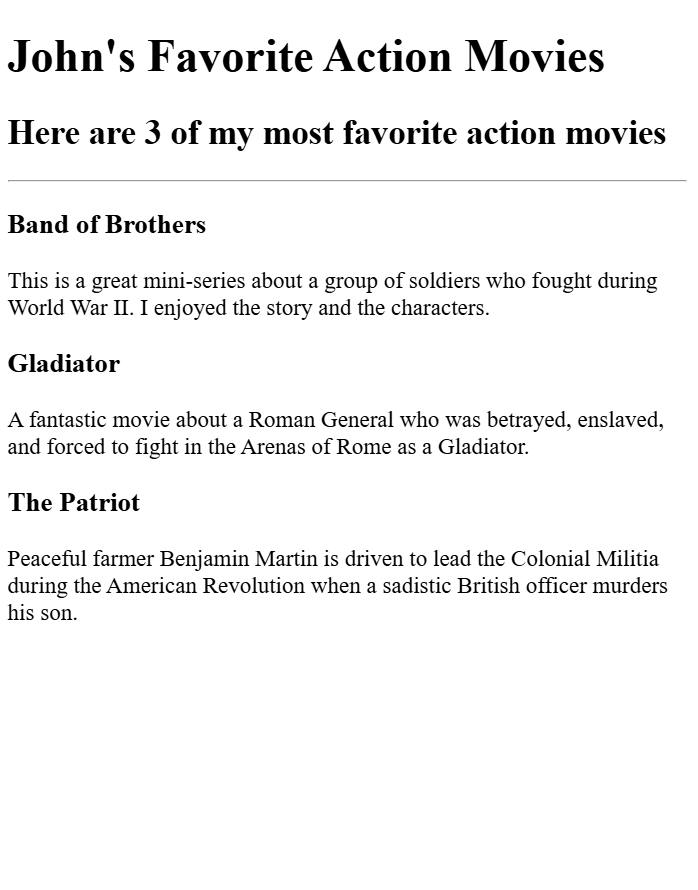 John's Favorite Action Movies
Here are 3 of my most favorite action movies
Band of Brothers
This is a great mini-series about a group of soldiers who fought during
World War II. I enjoyed the story and the characters.
Gladiator
A fantastic movie about a Roman General who was betrayed, enslaved,
and forced to fight in the Arenas of Rome as a Gladiator.
The Patriot
Peaceful farmer Benjamin Martin is driven to lead the Colonial Militia
during the American Revolution when a sadistic British officer murders
his son.